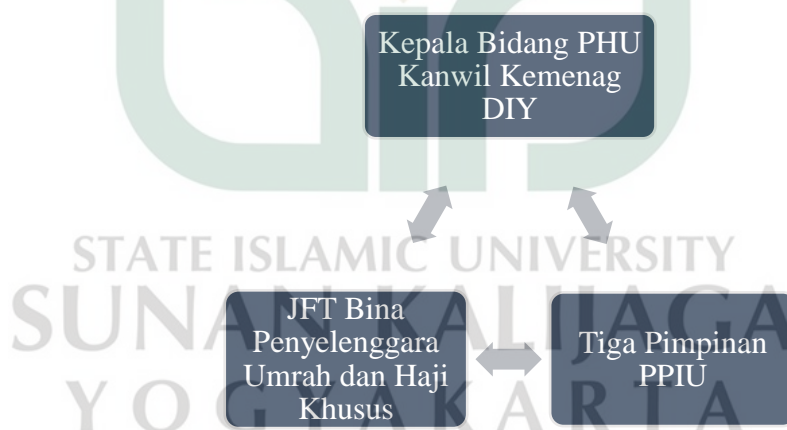 Kepala Bidang PHU
Kanwil Kemenag
DIY
STATE ISLAMIC UNIVERSITY
SUNAN KALIJAGA
YOGYAKARTA
JFT Bina
Penyelenggara
Umrah dan Haji
Khusus
Tiga Pimpinan
PPIU